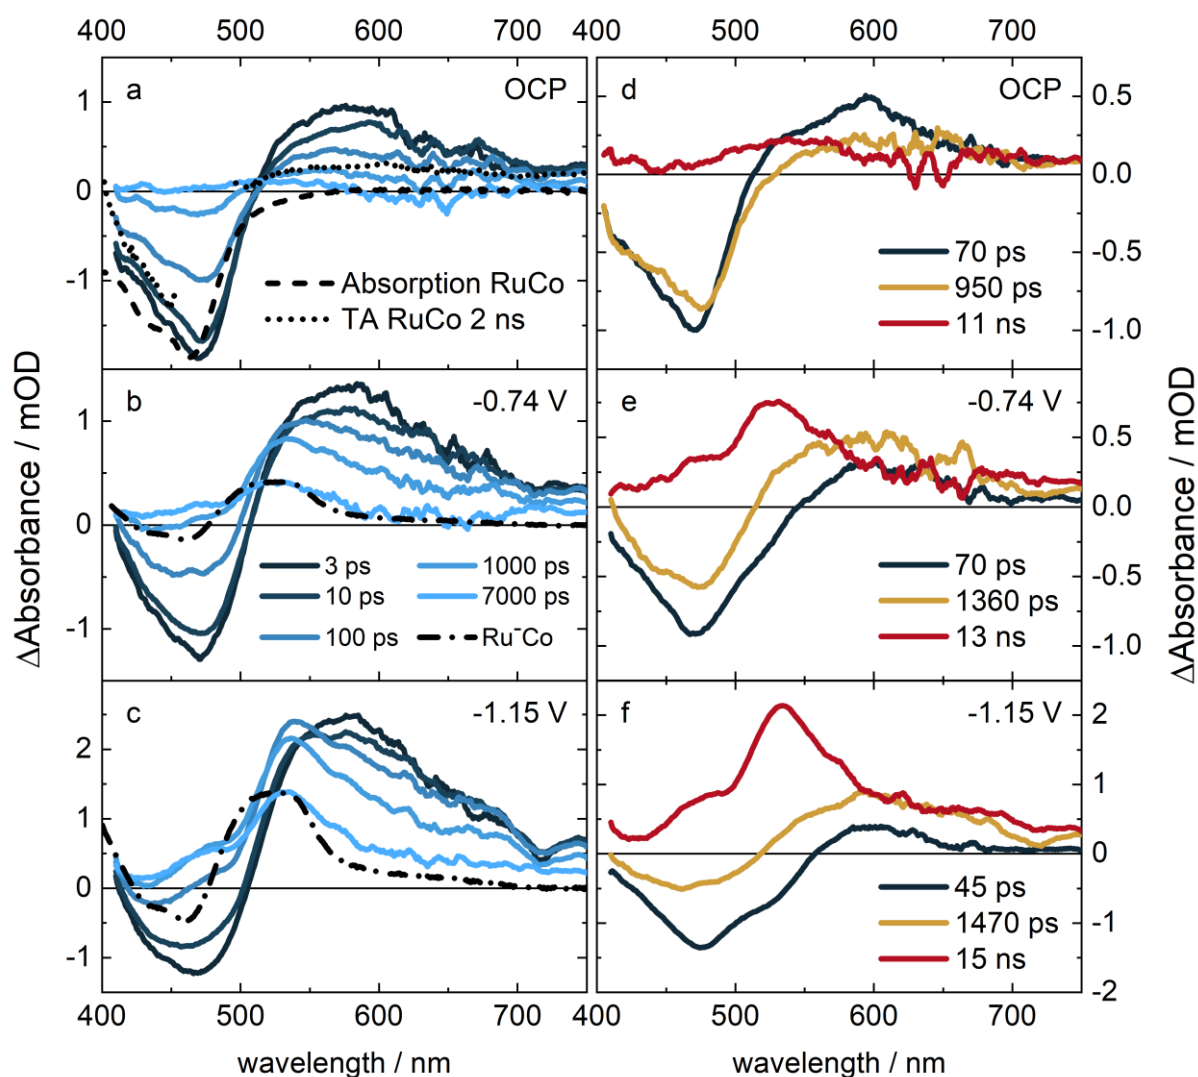 400 500 600 700 400 500 600 700
a OCP
1
0
-1
Absorption RuCo
TA RuCo 2 ns
d OCP
0.5
0.0
-0.5
-1.0
70 ps
950 ps
11 ns
b -0.74 V
1
0
-1
3 ps 1000 ps
10 ps 7000 ps
100 ps Ru⁻Co
e -0.74 V
0.5
0.0
-0.5
-1.0
70 ps
1360 ps
13 ns
c -1.15 V
2
1
0
-1
f -1.15 V
2
1
0
-1
-2
45 ps
1470 ps
15 ns
400 500 600 700 400 500 600 700
wavelength / nm wavelength / nm
ΔAbsorbance / mOD
ΔAbsorbance / mOD